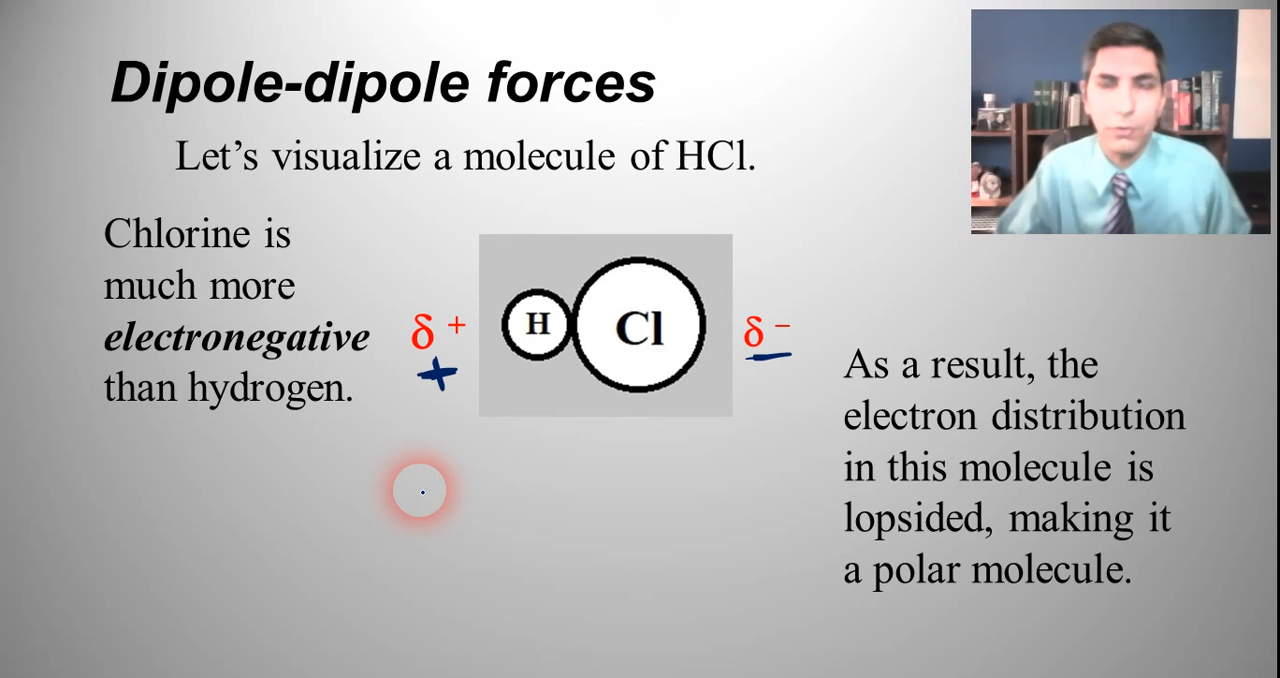 Dipole-dipole forces
Let’s visualize a molecule of HCl.
Chlorine is
much more
electronegative
than hydrogen.
δ +
+
H
Cl
δ −
−
As a result, the
electron distribution
in this molecule is
lopsided, making it
a polar molecule.